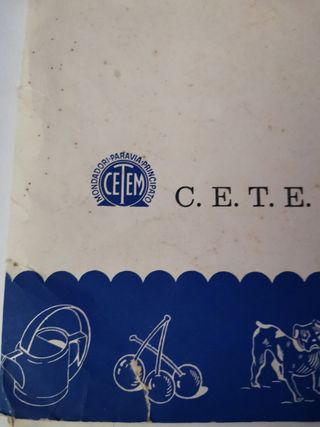 MONDADORI·PARAVIA·PRINCIPATO
CETEM
C. E. T. E.